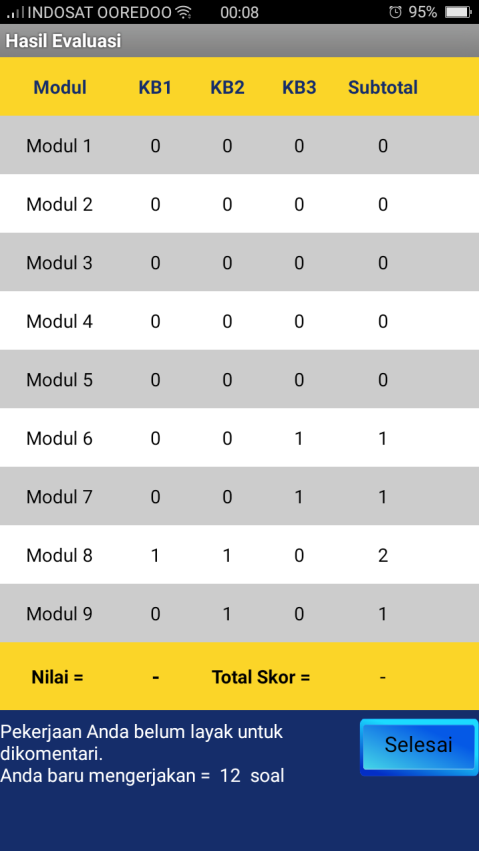 INDOSAT OOREDOO 00:08 95%
Hasil Evaluasi
Modul KB1 KB2 KB3 Subtotal
Modul 1 0 0 0 0
Modul 2 0 0 0 0
Modul 3 0 0 0 0
Modul 4 0 0 0 0
Modul 5 0 0 0 0
Modul 6 0 0 1 1
Modul 7 0 0 1 1
Modul 8 1 1 0 2
Modul 9 0 1 0 1
Nilai = - Total Skor = -
Pekerjaan Anda belum layak untuk
dikomentari.
Anda baru mengerjakan = 12 soal
Selesai